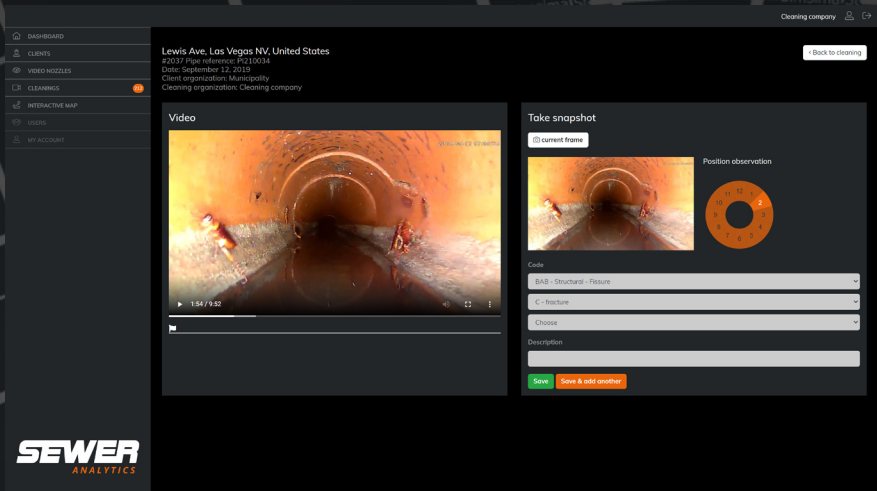 Cleaning company
DASHBOARD
CLIENTS
VIDEO NOZZLES
CLEANINGS
INTERACTIVE MAP
USERS
MY ACCOUNT
SEWER
ANALYTICS
Lewis Ave, Las Vegas NV, United States
#2037 Pipe reference: PI210034
Date: September 12, 2019
Client organization: Municipality
Cleaning organization: Cleaning company
‹ Back to cleaning
Video
1:54 / 9:52
Take snapshot
current frame
Position observation
12
1
2
3
4
5
6
7
8
9
10
11
Code
BAB - Structural - Fissure
C - fracture
Choose
Description
Save
Save & add another